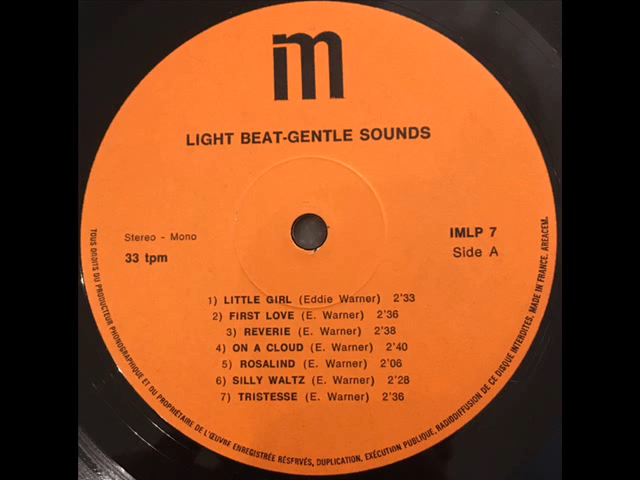 im
LIGHT BEAT-GENTLE SOUNDS
Stereo - Mono
33 tpm
IMLP 7
Side A
1) LITTLE GIRL (Eddie Warner) 2'33
2) FIRST LOVE (E. Warner) 2'36
3) REVERIE (E. Warner) 2'38
4) ON A CLOUD (E. Warner) 2'40
5) ROSALIND (E. Warner) 2'06
6) SILLY WALTZ (E. Warner) 2'28
7) TRISTESSE (E. Warner) 2'36
TOUS DROITS DU PRODUCTEUR PHONOGRAPHIQUE ET DU PROPRIÉTAIRE DE L'ŒUVRE ENREGISTRÉE RÉSERVÉS, DUPLICATION, EXÉCUTION PUBLIQUE, RADIODIFFUSION DE CE DISQUE INTERDITES. MADE IN FRANCE. AREACEM.